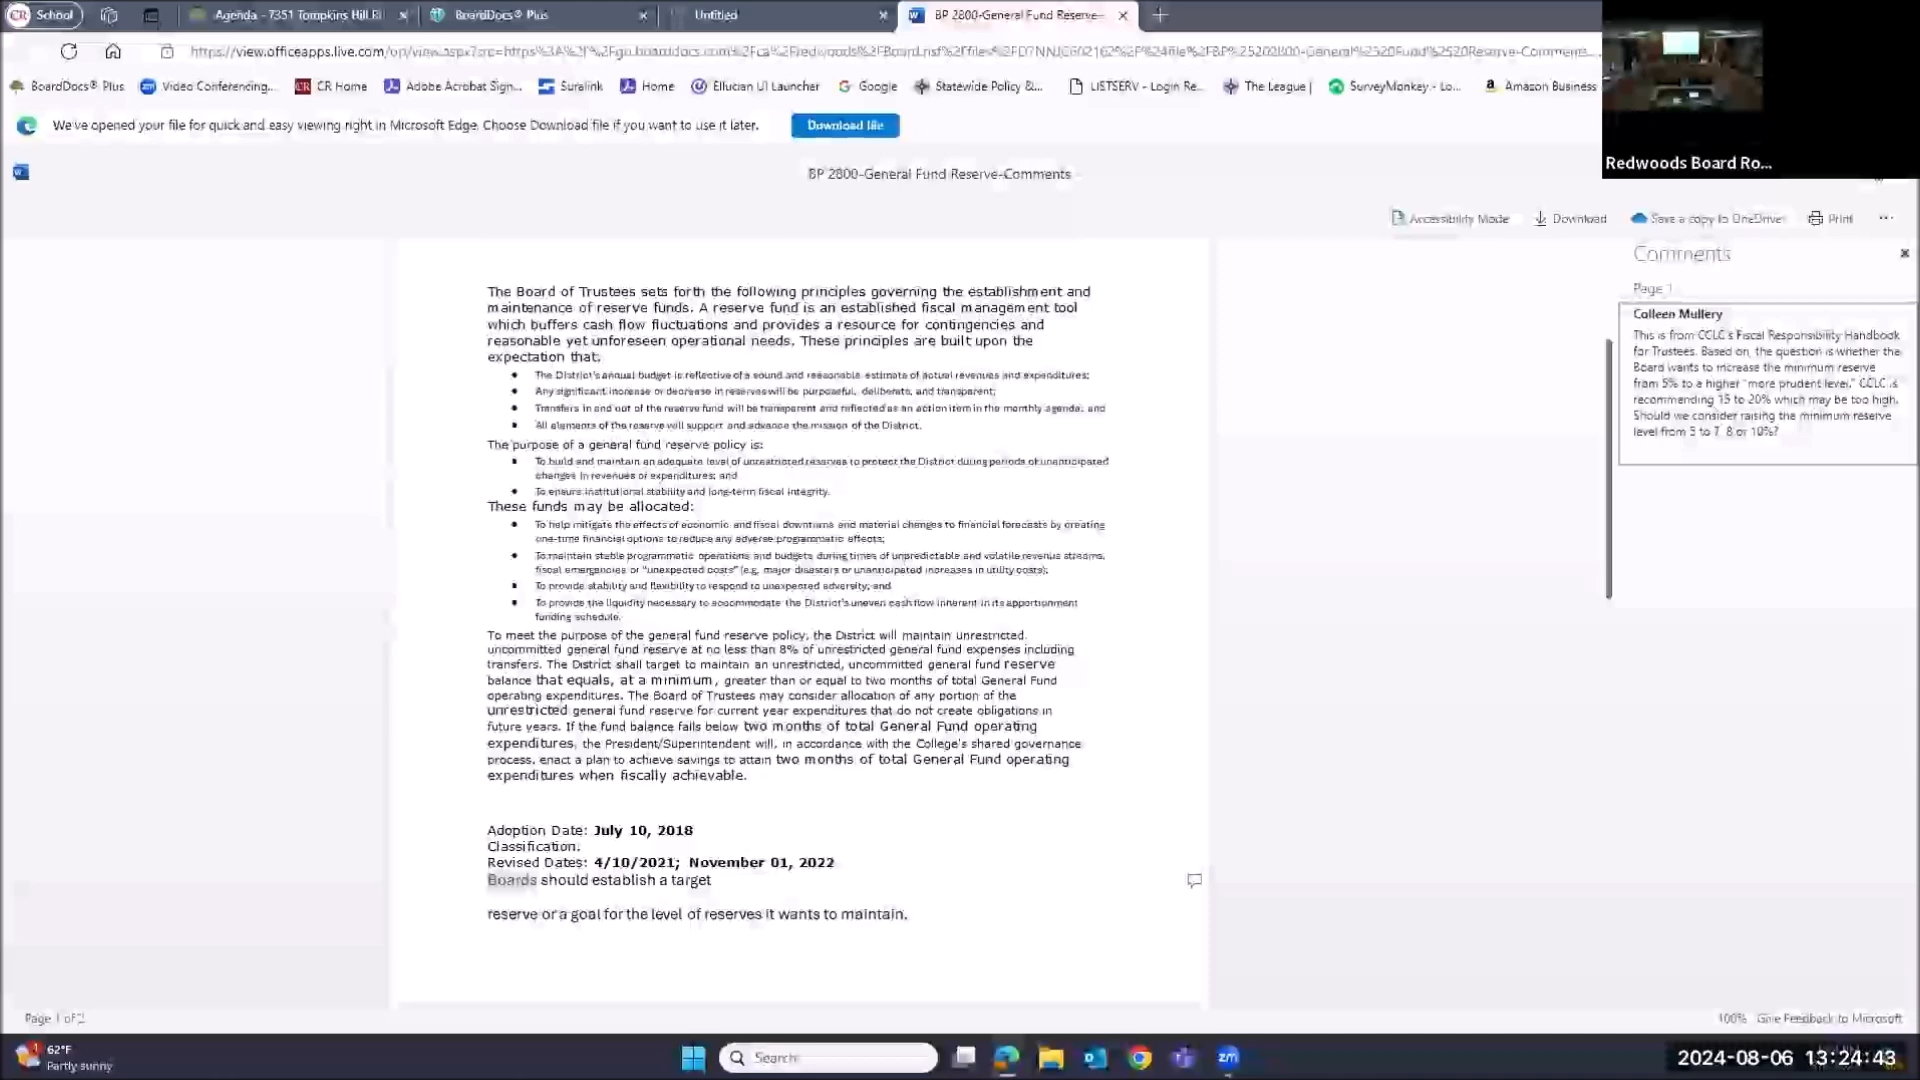 School
Agenda - 7351 Tompkins Hill R
BoardDocs® Plus
Untitled
BP 2800-General Fund Reserve-
BoardDocs® Plus
Video Conferencing...
CR Home
Adobe Acrobat Sign...
Suralink
Home
Ellucian UI Launcher
Google
Statewide Policy &...
LISTSERV - Login Re...
The League |
SurveyMonkey - Lo...
Amazon Business
We've opened your file for quick and easy viewing right in Microsoft Edge. Choose Download file if you want to use it later.
Download file
Redwoods Board Ro...
BP 2800-General Fund Reserve-Comments
Accessibility Mode
Download
Save a copy to OneDrive
Print
...
The Board of Trustees sets forth the following principles governing the establishment and
maintenance of reserve funds. A reserve fund is an established fiscal management tool
which buffers cash flow fluctuations and provides a resource for contingencies and
reasonable yet unforeseen operational needs. These principles are built upon the
expectation that:
• The District's annual budget is reflective of a sound and reasonable estimate of actual revenues and expenditures;
• Any significant increase or decrease in reserves will be purposeful, deliberate, and transparent;
• Transfers in and out of the reserve fund will be transparent and reflected as an action item in the monthly agenda; and
• All elements of the reserve will support and advance the mission of the District.
The purpose of a general fund reserve policy is:
• To build and maintain an adequate level of unrestricted reserves to protect the District during periods of unanticipated
changes in revenues or expenditures; and
• To ensure institutional stability and long-term fiscal integrity.
These funds may be allocated:
• To help mitigate the effects of economic and fiscal downturns and material changes to financial forecasts by creating
one-time financial options to reduce any adverse programmatic effects;
• To maintain stable programmatic operations and budgets during times of unpredictable and volatile revenue streams,
fiscal emergencies or "unexpected costs" (e.g. major disasters or unanticipated increases in utility costs);
• To provide stability and flexibility to respond to unexpected adversity; and
• To provide the liquidity necessary to accommodate the District's uneven cash flow inherent in its apportionment
funding schedule.
To meet the purpose of the general fund reserve policy, the District will maintain unrestricted,
uncommitted general fund reserve at no less than 8% of unrestricted general fund expenses including
transfers. The District shall target to maintain an unrestricted, uncommitted general fund reserve
balance that equals, at a minimum, greater than or equal to two months of total General Fund
operating expenditures. The Board of Trustees may consider allocation of any portion of the
unrestricted general fund reserve for current year expenditures that do not create obligations in
future years. If the fund balance falls below two months of total General Fund operating
expenditures, the President/Superintendent will, in accordance with the College's shared governance
process, enact a plan to achieve savings to attain two months of total General Fund operating
expenditures when fiscally achievable.
Adoption Date: July 10, 2018
Classification:
Revised Dates: 4/10/2021; November 01, 2022
Boards should establish a target
reserve or a goal for the level of reserves it wants to maintain.
Comments
Page 1
Colleen Mullery
This is from CCLC's Fiscal Responsibility Handbook
for Trustees. Based on, the question is whether the
Board wants to increase the minimum reserve
from 5% to a higher "more prudent level." CCLC is
recommending 15 to 20% which may be too high.
Should we consider raising the minimum reserve
level from 5 to 7, 8 or 10%?
Page 1 of 2
100%
Give Feedback to Microsoft
62°F
Partly sunny
Search
2024-08-06 13:24:43